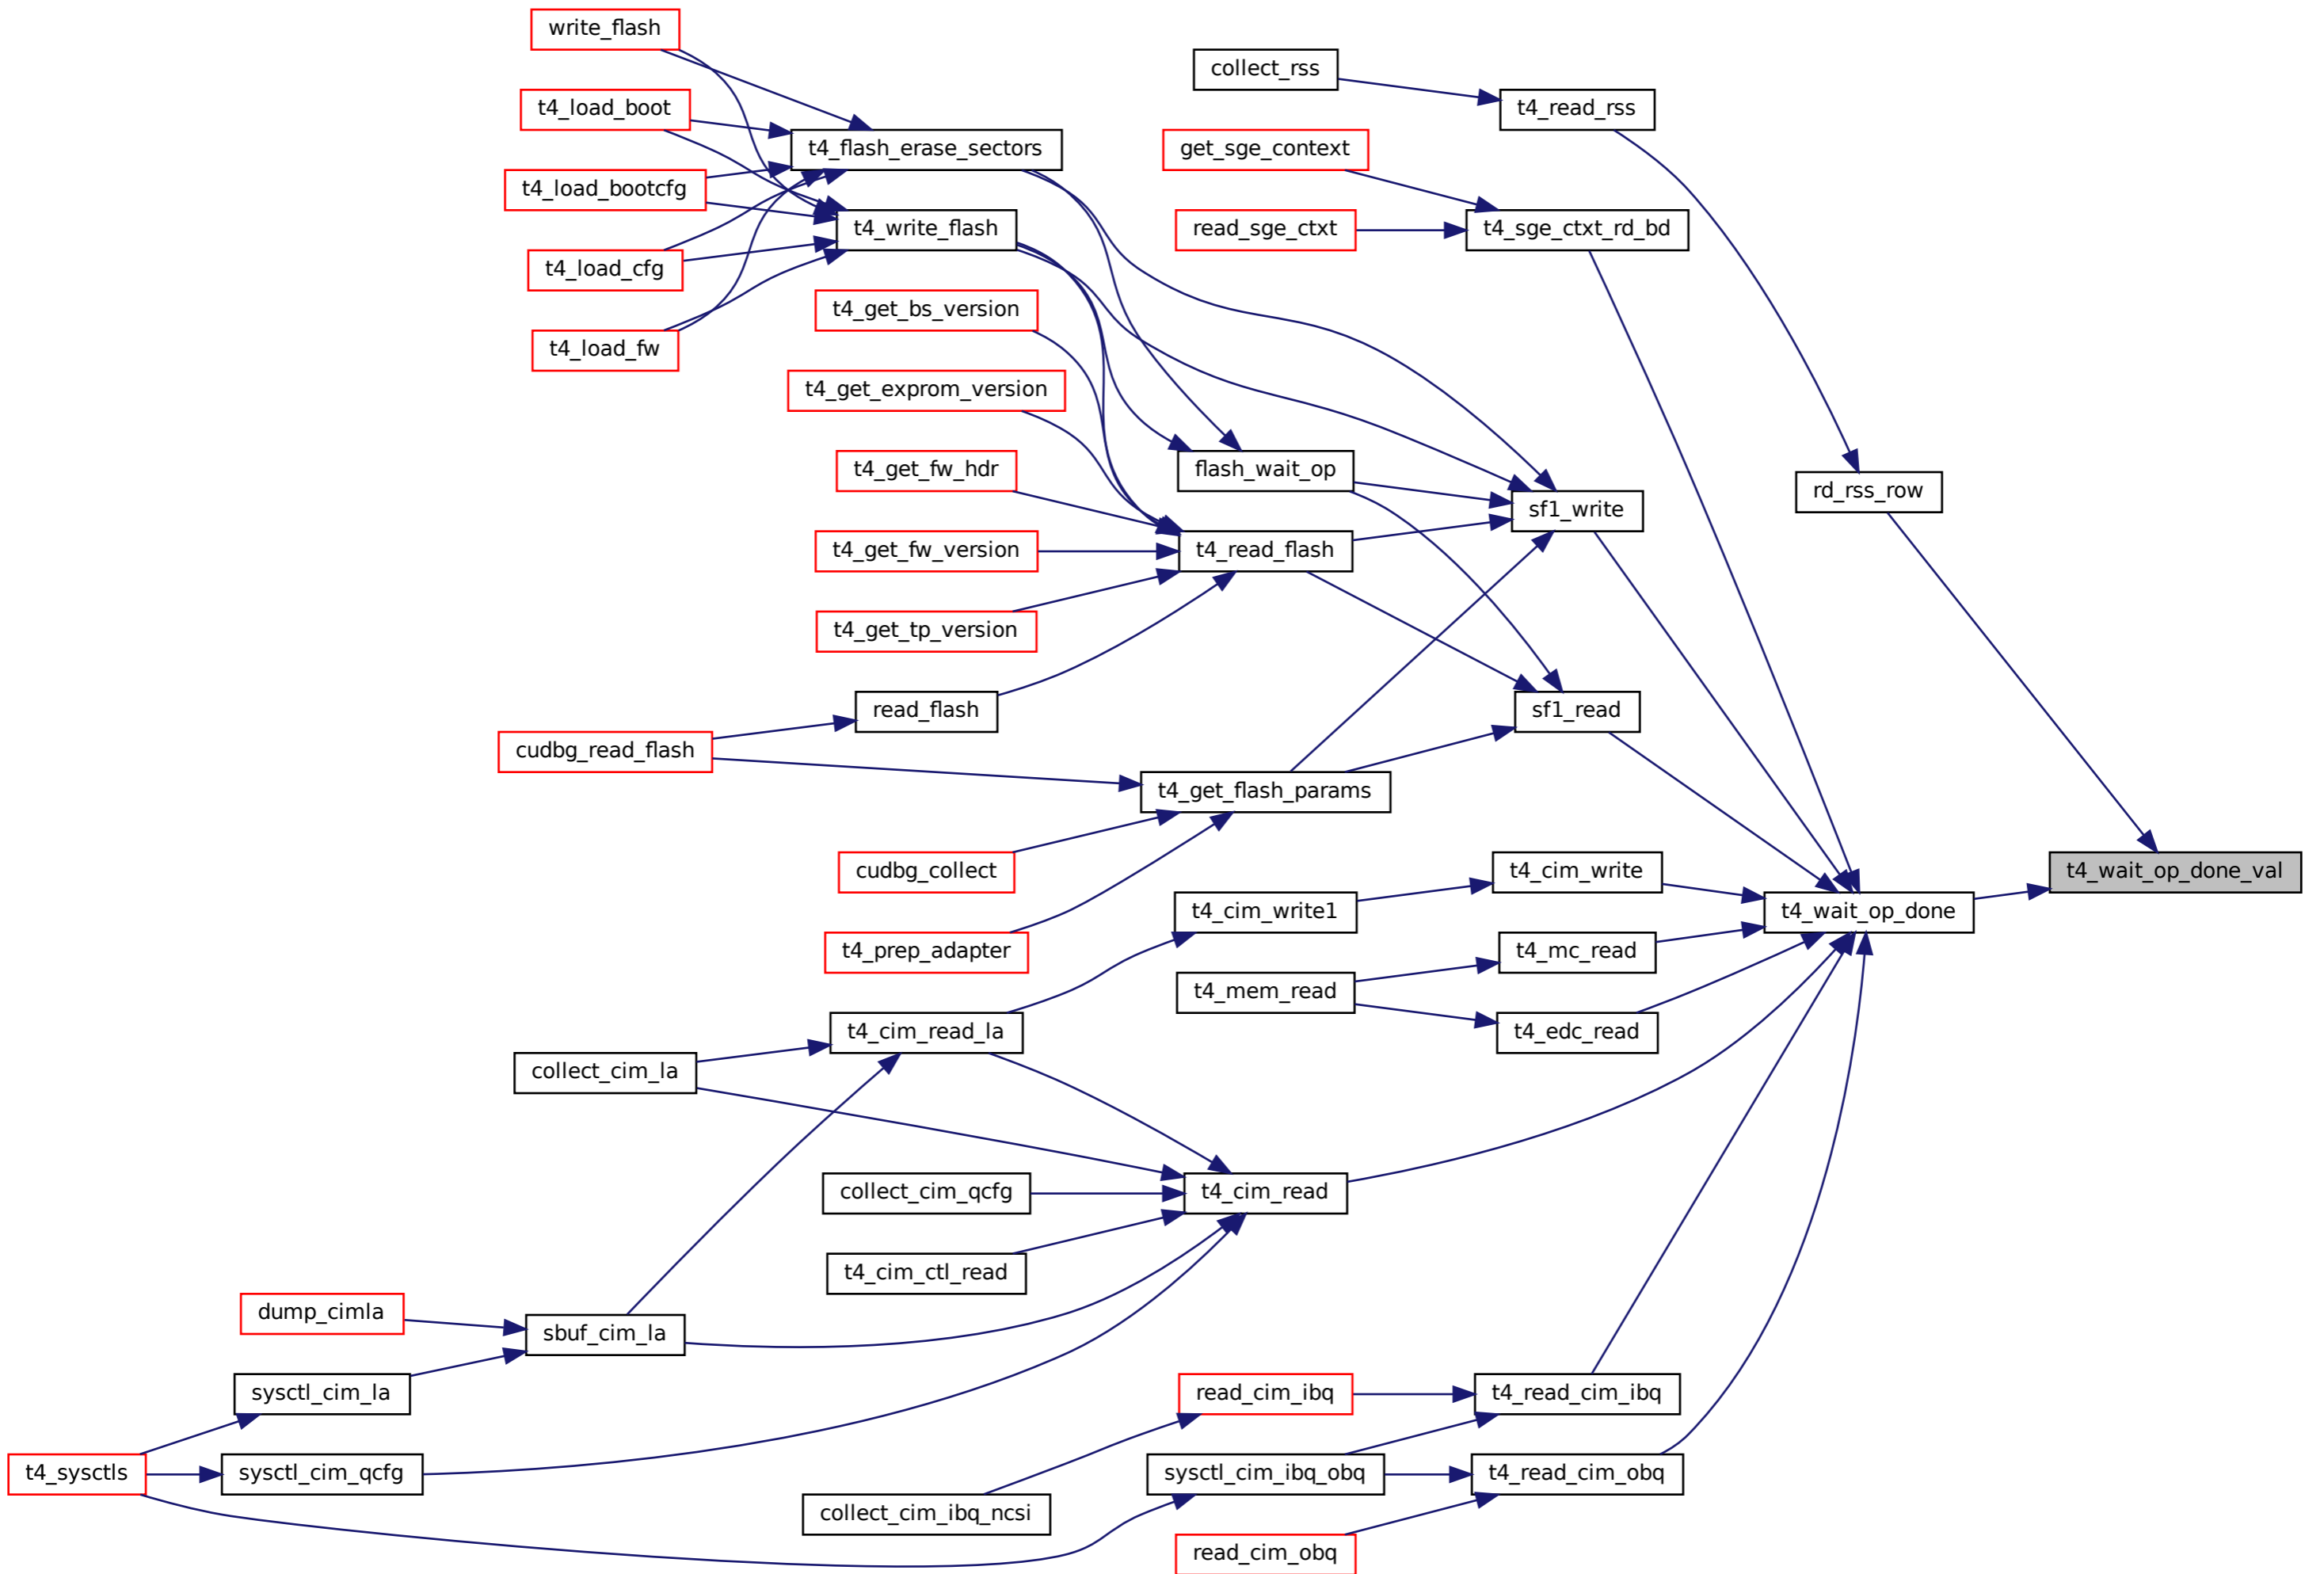 write_flash
collect_rss
t4_load_boot
t4_read_rss
t4_flash_erase_sectors
get_sge_context
t4_load_bootcfg
t4_write_flash
read_sge_ctxt
t4_sge_ctxt_rd_bd
t4_load_cfg
t4_get_bs_version
t4_load_fw
t4_get_exprom_version
t4_get_fw_hdr
flash_wait_op
rd_rss_row
sf1_write
t4_get_fw_version
t4_read_flash
t4_get_tp_version
read_flash
sf1_read
cudbg_read_flash
t4_get_flash_params
cudbg_collect
t4_cim_write
t4_wait_op_done_val
t4_cim_write1
t4_wait_op_done
t4_prep_adapter
t4_mc_read
t4_mem_read
t4_cim_read_la
t4_edc_read
collect_cim_la
collect_cim_qcfg
t4_cim_read
t4_cim_ctl_read
dump_cimla
sbuf_cim_la
sysctl_cim_la
read_cim_ibq
t4_read_cim_ibq
t4_sysctls
sysctl_cim_qcfg
sysctl_cim_ibq_obq
t4_read_cim_obq
collect_cim_ibq_ncsi
read_cim_obq